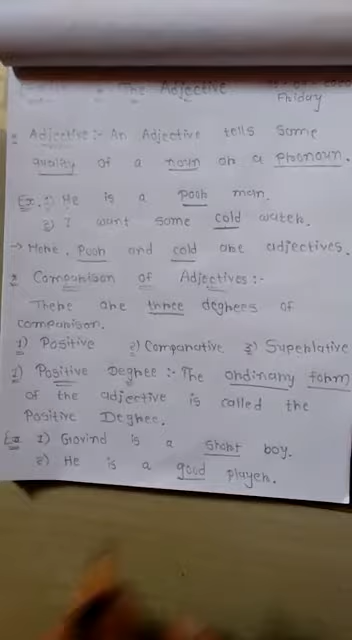 The Adjective
Friday
Adjective :- An Adjective tells some
quality of a noun or a pronoun.
Ex. 1) He is a poor man.
2) I want some cold water.
→ Here, Poor and cold are adjectives.
Comparison of Adjectives :-
There are three degrees of
comparison.
1) Positive 2) Comparative 3) Superlative
1) Positive Degree :- The ordinary form
of the adjective is called the
Positive Degree.
Ex 1) Govind is a short boy.
2) He is a good player.